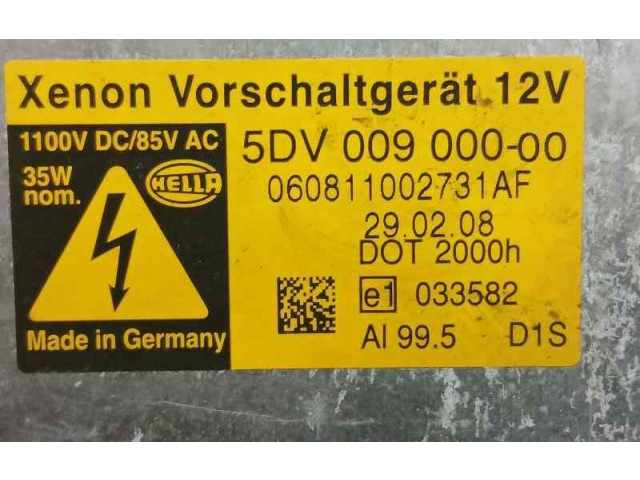 Xenon Vorschaltgerät 12V
1100V DC/85V AC
35W
nom.
HELLA
Made in Germany
5DV 009 000-00
060811002731AF
29.02.08
DOT 2000h
e1 033582
Al 99.5 D1S